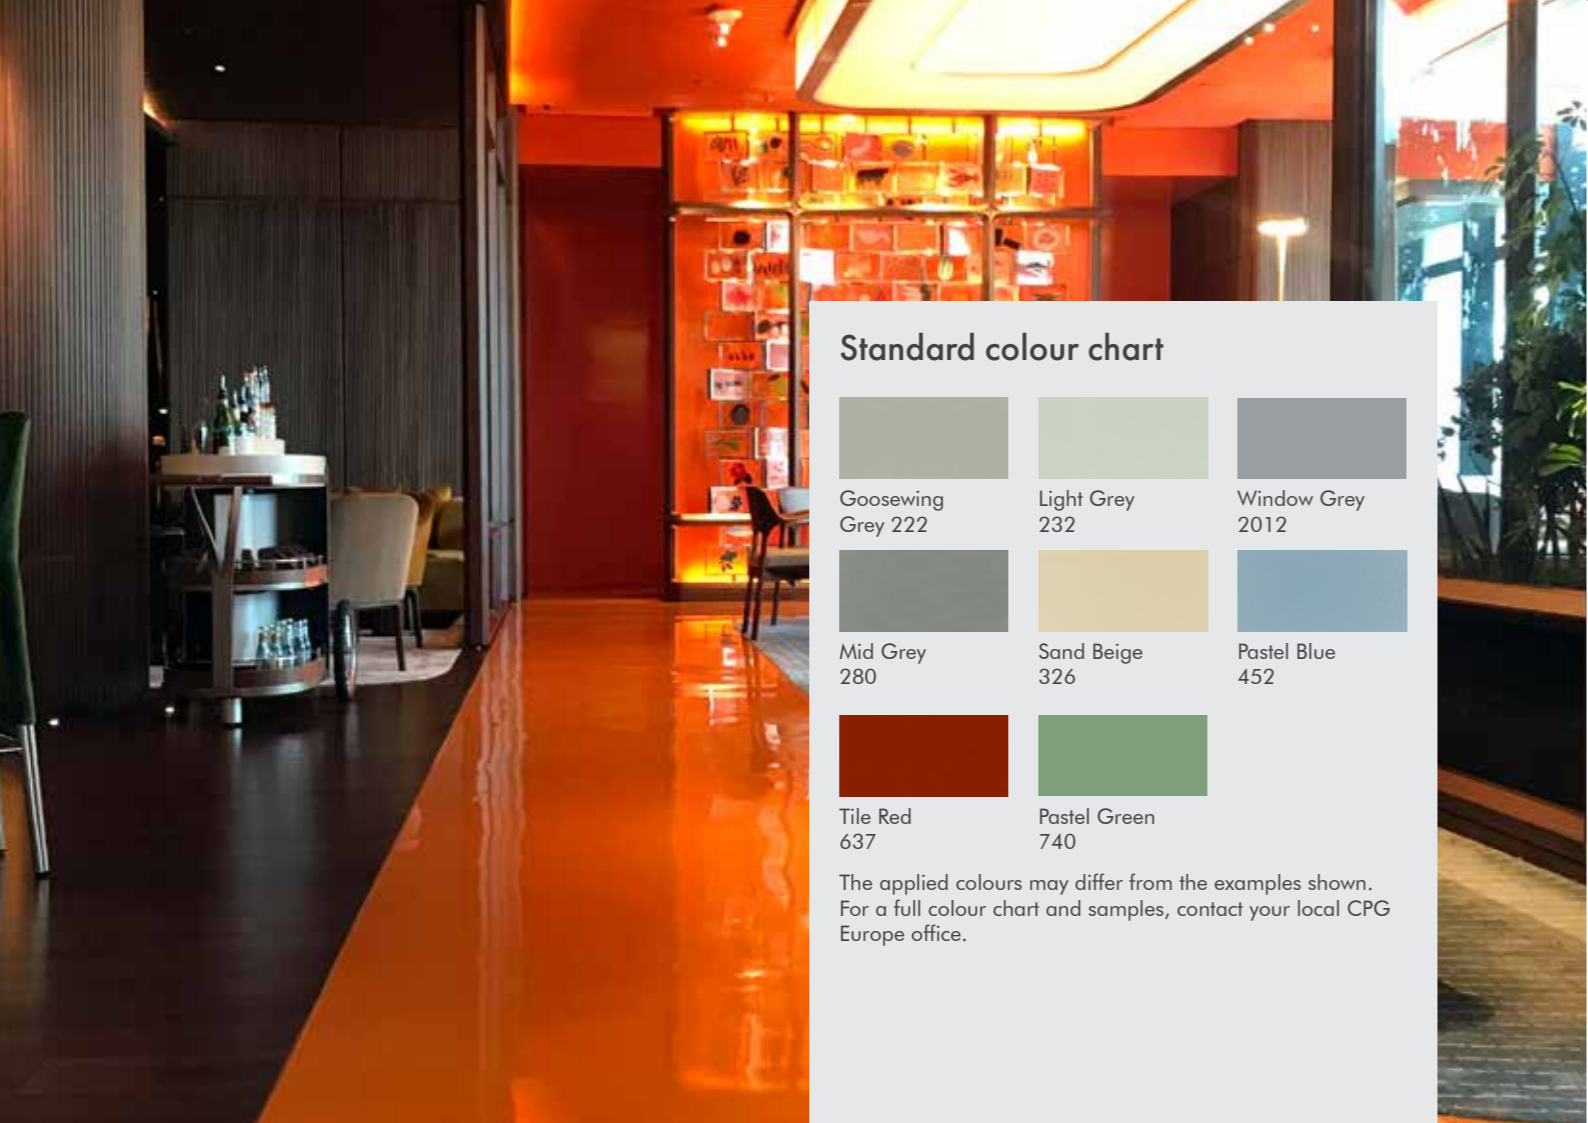 Standard colour chart
Goosewing
Grey 222
Light Grey
232
Window Grey
2012
Mid Grey
280
Sand Beige
326
Pastel Blue
452
Tile Red
637
Pastel Green
740
The applied colours may differ from the examples shown.
For a full colour chart and samples, contact your local CPG
Europe office.